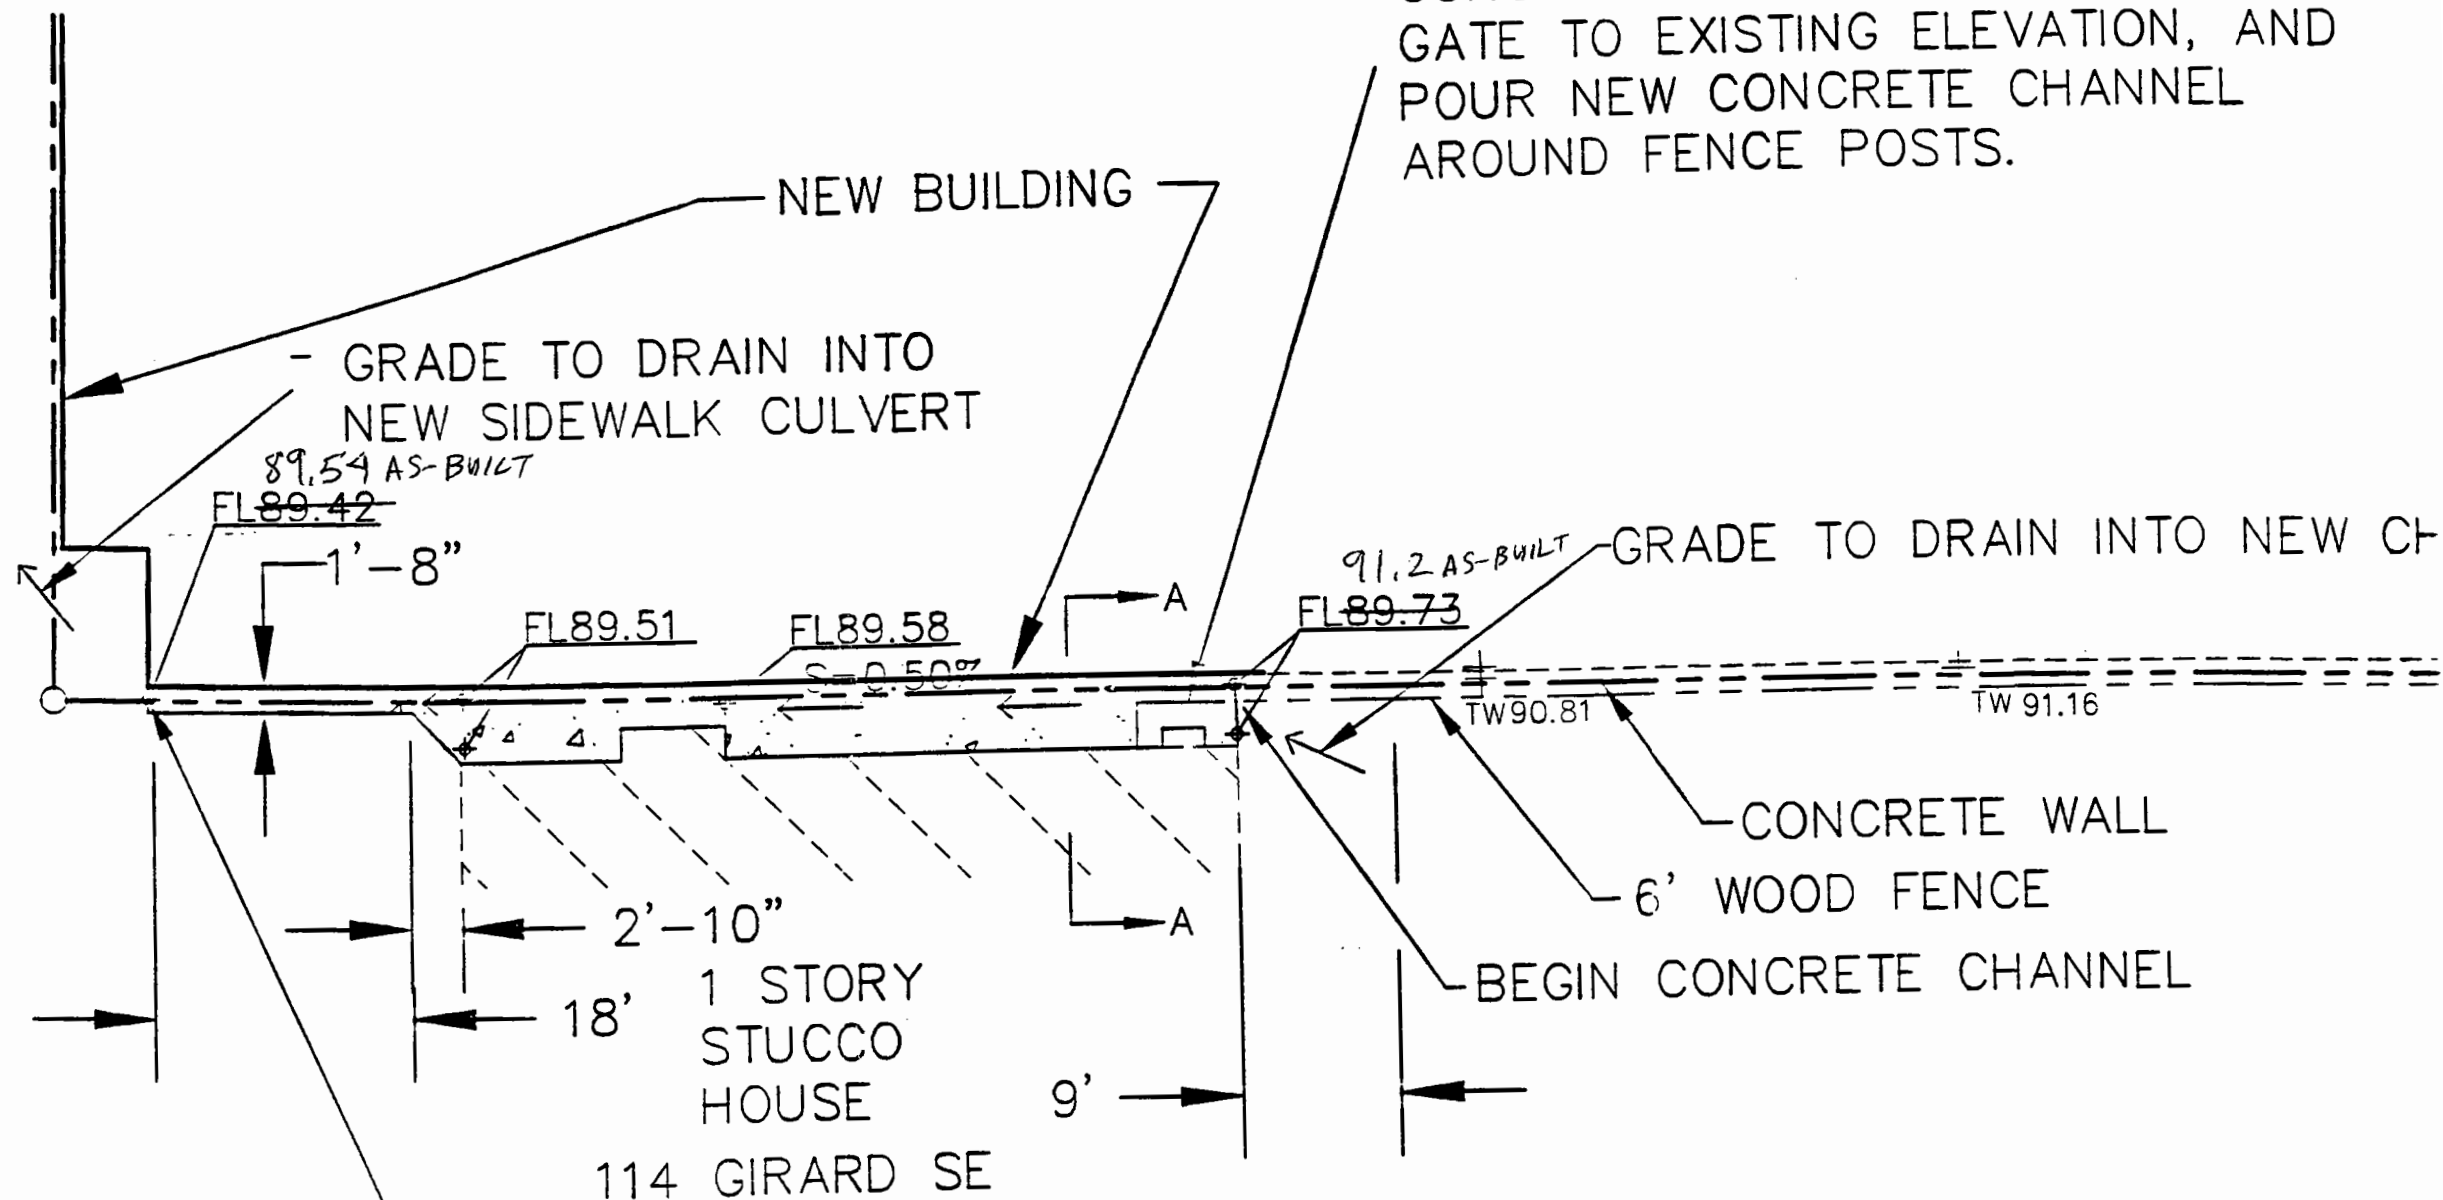 GATE TO EXISTING ELEVATION, AND
POUR NEW CONCRETE CHANNEL
AROUND FENCE POSTS.
NEW BUILDING
GRADE TO DRAIN INTO
NEW SIDEWALK CULVERT
89.54 AS-BUILT
FL89.42
1'-8"
91.2 AS-BUILT
GRADE TO DRAIN INTO NEW
A
FL89.51
FL89.58
FL89.73
S=0.50%
TW90.81
TW 91.16
CONCRETE WALL
6' WOOD FENCE
2'-10"
A
BEGIN CONCRETE CHANNEL
18'
1 STORY
STUCCO
HOUSE
9'
114 GIRARD SE